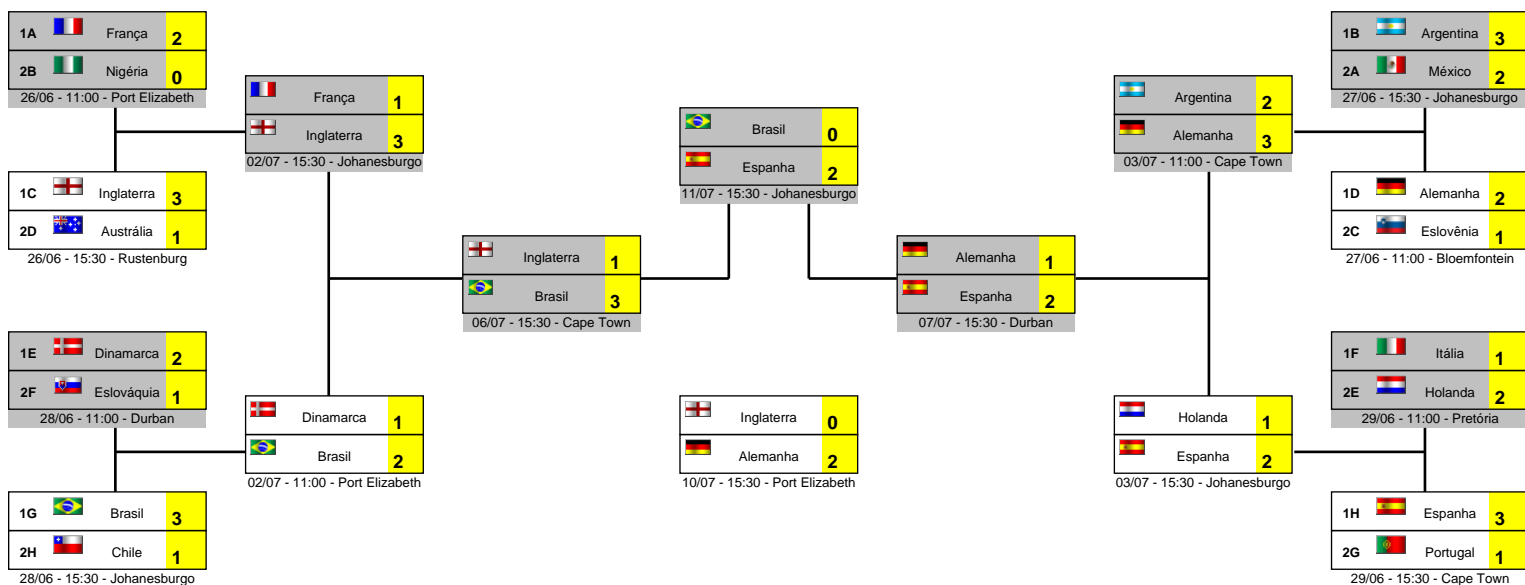 1A França 2
2B Nigéria 0
26/06 - 11:00 - Port Elizabeth
1C Inglaterra 3
2D Austrália 1
26/06 - 15:30 - Rustenburg
1E Dinamarca 2
2F Eslováquia 1
28/06 - 11:00 - Durban
1G Brasil 3
2H Chile 1
28/06 - 15:30 - Johanesburgo
França 1
Inglaterra 3
02/07 - 15:30 - Johanesburgo
Dinamarca 1
Brasil 2
02/07 - 11:00 - Port Elizabeth
Inglaterra 1
Brasil 3
06/07 - 15:30 - Cape Town
Brasil 0
Espanha 2
11/07 - 15:30 - Johanesburgo
Inglaterra 0
Alemanha 2
10/07 - 15:30 - Port Elizabeth
Alemanha 1
Espanha 2
07/07 - 15:30 - Durban
Argentina 2
Alemanha 3
03/07 - 11:00 - Cape Town
Holanda 1
Espanha 2
03/07 - 15:30 - Johanesburgo
1B Argentina 3
2A México 2
27/06 - 15:30 - Johanesburgo
1D Alemanha 2
2C Eslovênia 1
27/06 - 11:00 - Bloemfontein
1F Itália 1
2E Holanda 2
29/06 - 11:00 - Pretória
1H Espanha 3
2G Portugal 1
29/06 - 15:30 - Cape Town